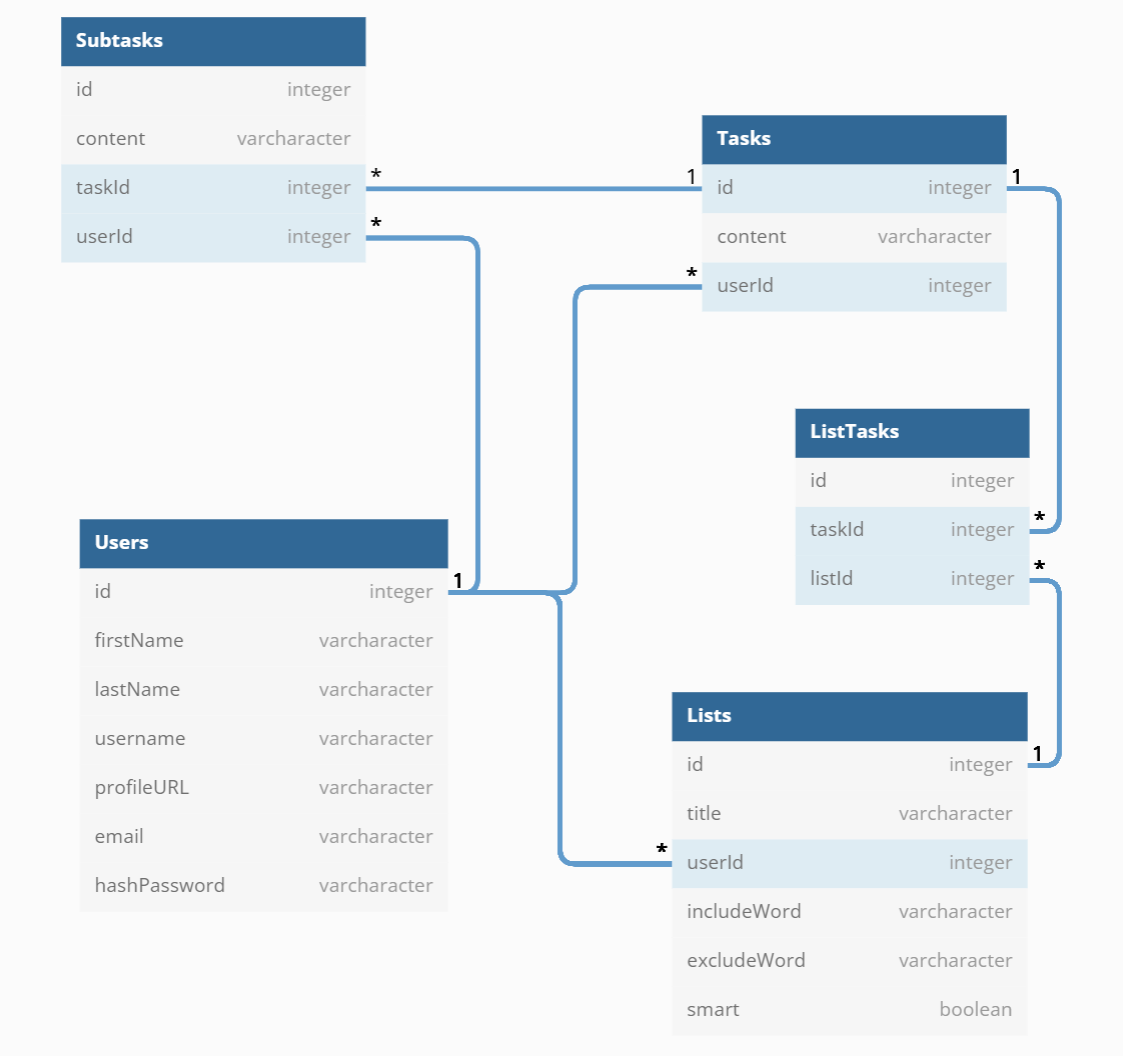 Subtasks
id integer
content varcharacter
taskId integer
userId integer
*
*
1
Tasks
id integer
content varcharacter
userId integer
1
*
ListTasks
id integer
taskId integer
listId integer
*
*
Users
id integer
firstName varcharacter
lastName varcharacter
username varcharacter
profileURL varcharacter
email varcharacter
hashPassword varcharacter
1
Lists
id integer
title varcharacter
userId integer
includeWord varcharacter
excludeWord varcharacter
smart boolean
1
*